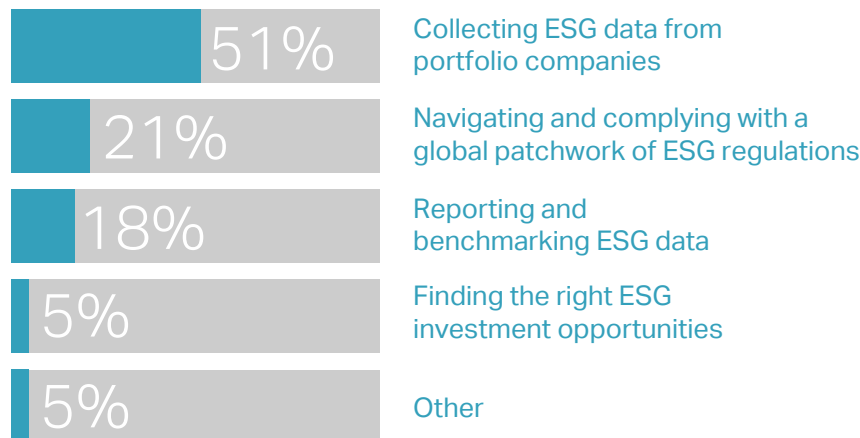 51%
Collecting ESG data from
portfolio companies
21%
Navigating and complying with a
global patchwork of ESG regulations
18%
Reporting and
benchmarking ESG data
5%
Finding the right ESG
investment opportunities
5%
Other